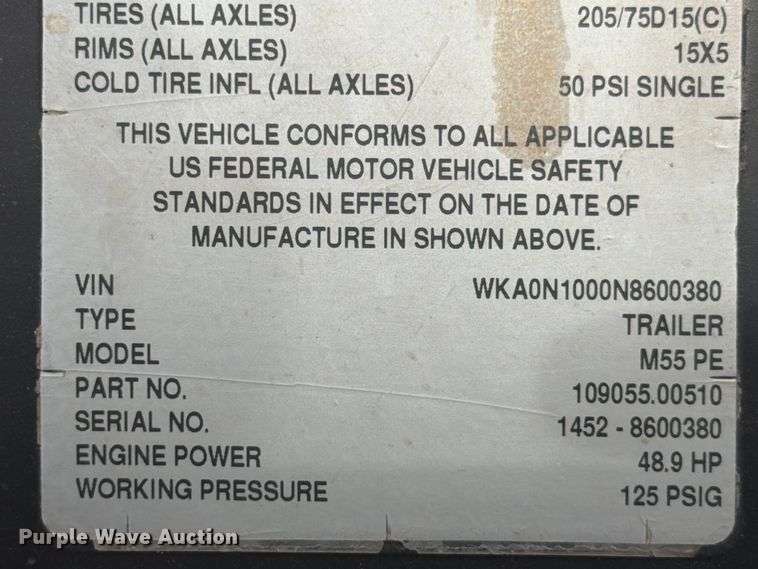 TIRES (ALL AXLES) 205/75D15(C)
RIMS (ALL AXLES) 15X5
COLD TIRE INFL (ALL AXLES) 50 PSI SINGLE
THIS VEHICLE CONFORMS TO ALL APPLICABLE
US FEDERAL MOTOR VEHICLE SAFETY
STANDARDS IN EFFECT ON THE DATE OF
MANUFACTURE IN SHOWN ABOVE.
VIN WKA0N1000N8600380
TYPE TRAILER
MODEL M55 PE
PART NO. 109055.00510
SERIAL NO. 1452 - 8600380
ENGINE POWER 48.9 HP
WORKING PRESSURE 125 PSIG
Purple Wave Auction